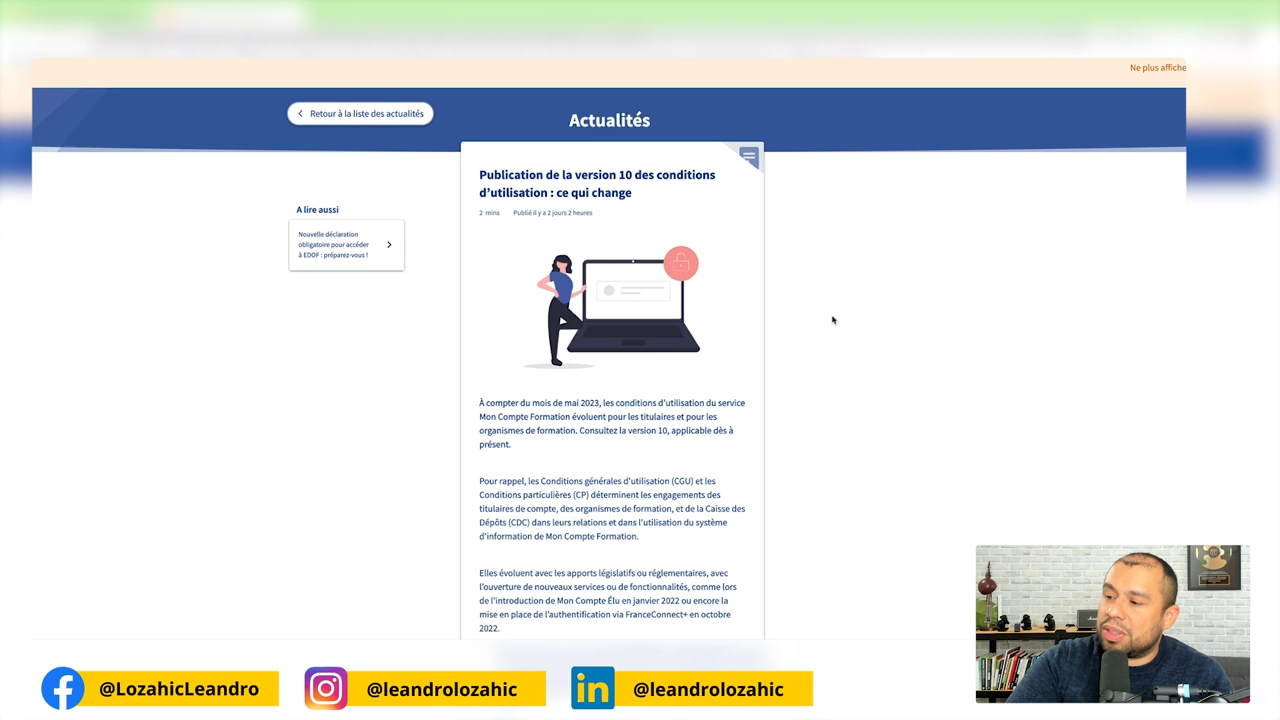 Ne plus affiche
Retour à la liste des actualités
Actualités
Publication de la version 10 des conditions
d'utilisation : ce qui change
2 mins Publié il y a 2 jours 2 heures
A lire aussi
Nouvelle déclaration
obligatoire pour accéder
à EDOF : préparez-vous !
À compter du mois de mai 2023, les conditions d'utilisation du service
Mon Compte Formation évoluent pour les titulaires et pour les
organismes de formation. Consultez la version 10, applicable dès à
présent.
Pour rappel, les Conditions générales d'utilisation (CGU) et les
Conditions particulières (CP) déterminent les engagements des
titulaires de compte, des organismes de formation, et de la Caisse des
Dépôts (CDC) dans leurs relations et dans l'utilisation du système
d'information de Mon Compte Formation.
Elles évoluent avec les apports législatifs ou réglementaires, avec
l'ouverture de nouveaux services ou de fonctionnalités, comme lors
de l'introduction de Mon Compte Élu en janvier 2022 ou encore la
mise en place de l'authentification via FranceConnect+ en octobre
2022.
@LozahicLeandro
@leandrolozahic
in
@leandrolozahic